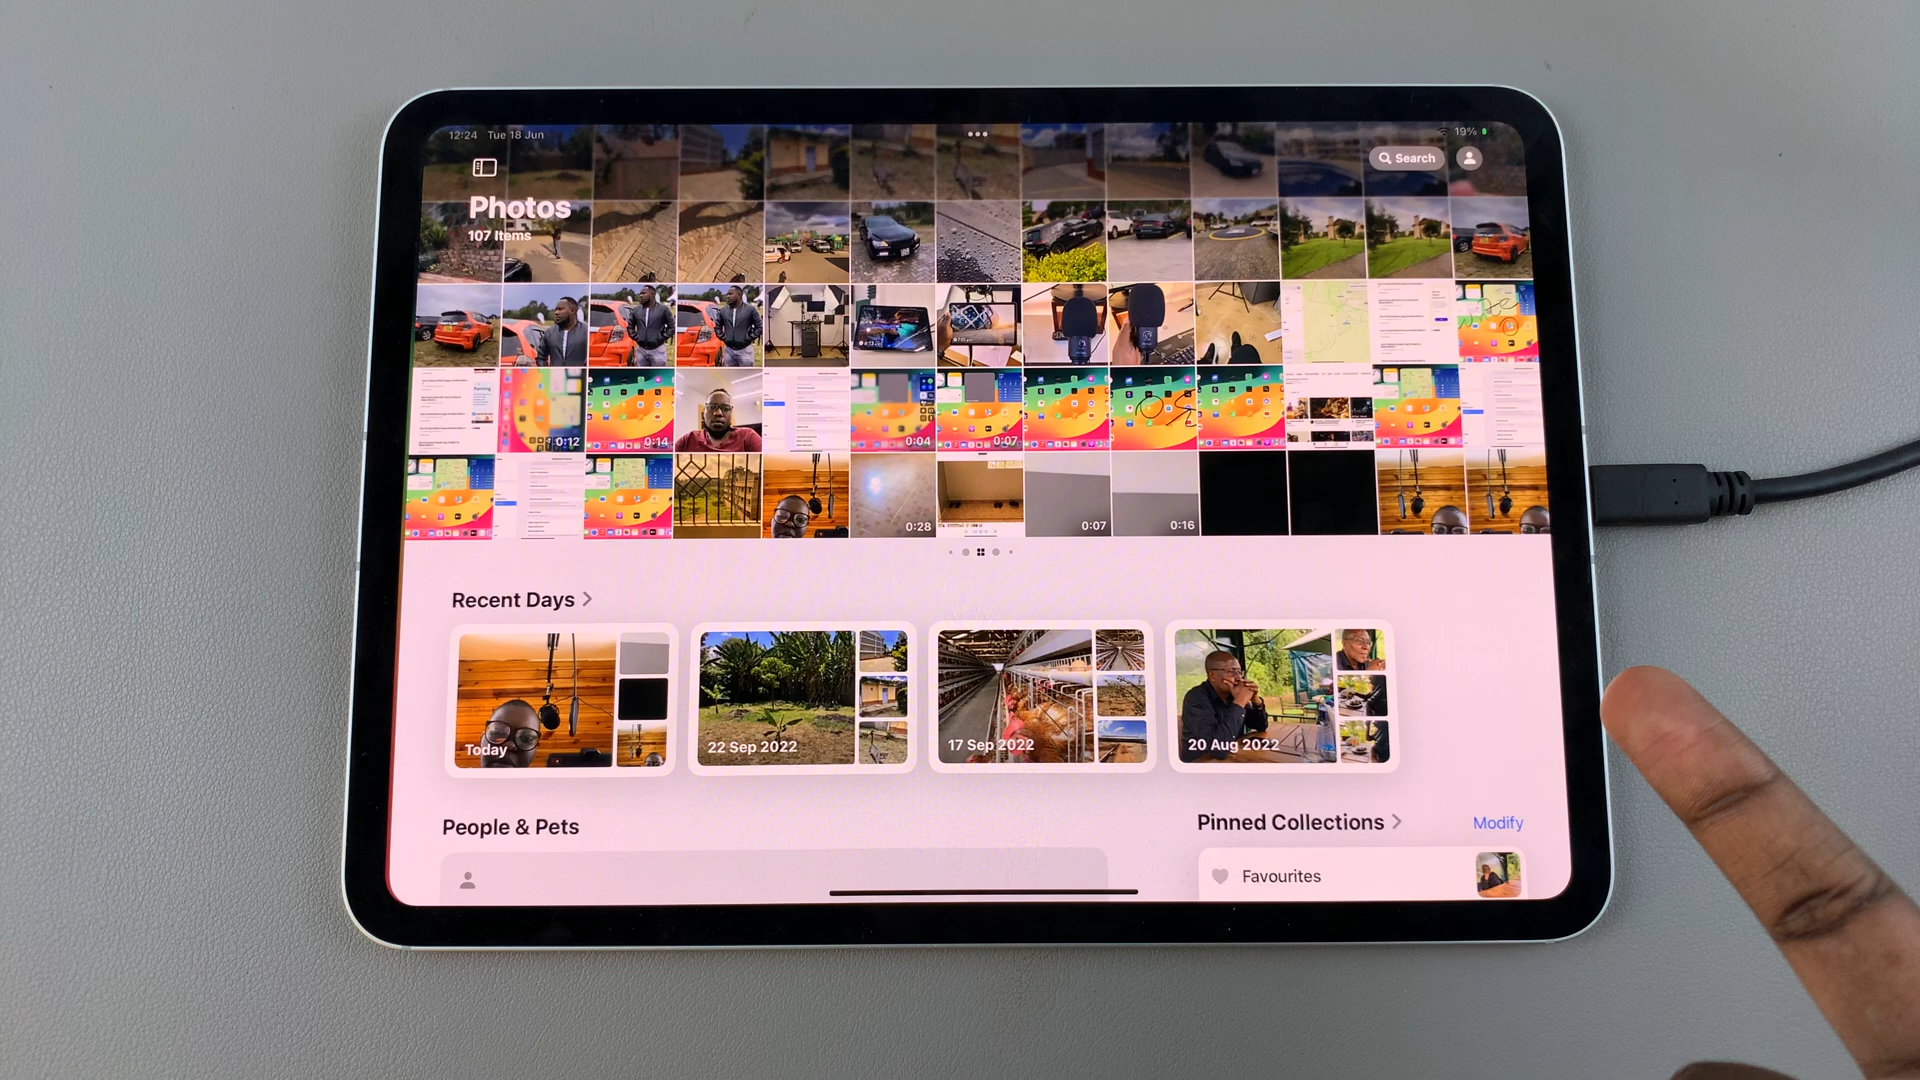 12:24 Tue 18 Jun
19%
Search
Photos
107 Items
0:12
0:14
0:04
0:07
0:28
0:07
0:16
Recent Days
Today
22 Sep 2022
17 Sep 2022
20 Aug 2022
People & Pets
Pinned Collections
Modify
Favourites